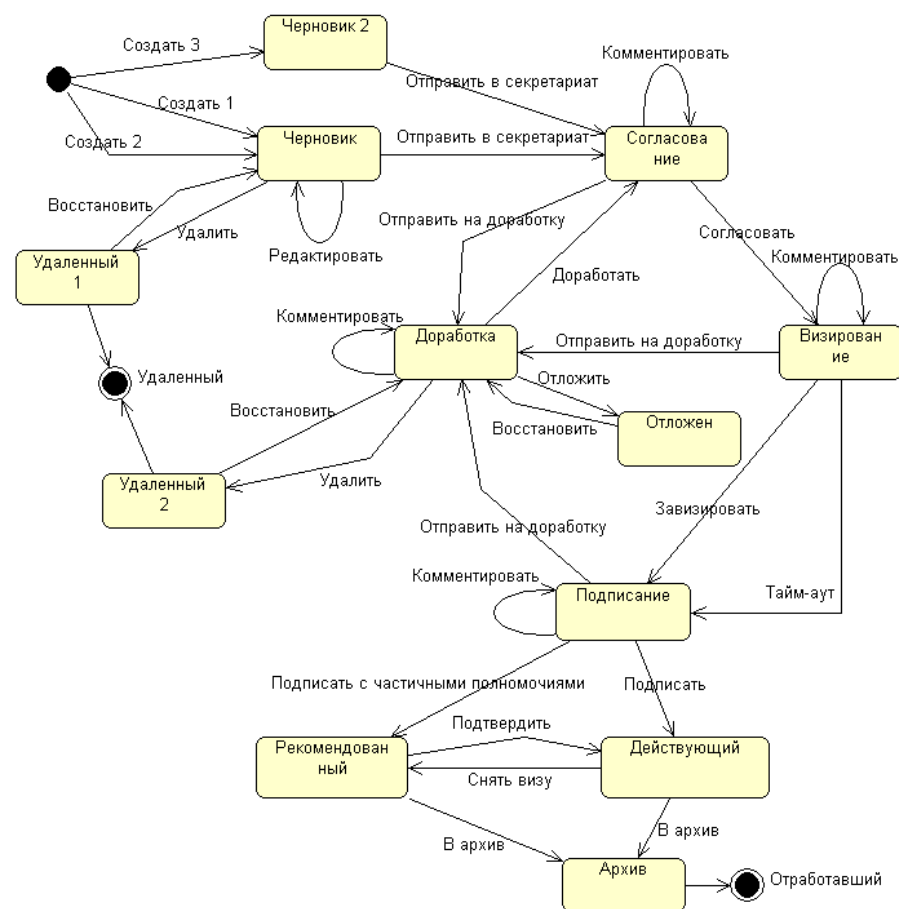 Черновик 2
Создать 3
Комментировать
Отправить в секретариат
Создать 1
Черновик
Отправить в секретариат
Согласова
ние
Создать 2
Восстановить
Удалить
Редактировать
Отправить на доработку
Согласовать
Удаленный
1
Доработать
Комментировать
Комментировать
Доработка
Отправить на доработку
Визирован
ие
Удаленный
Отложить
Восстановить
Восстановить
Отложен
Удаленный
2
Удалить
Отправить на доработку
Завизировать
Комментировать
Подписание
Тайм-аут
Подписать с частичными полномочиями
Подписать
Рекомендован
ный
Подтвердить
Действующий
Снять визу
В архив
В архив
Архив
Отработавший